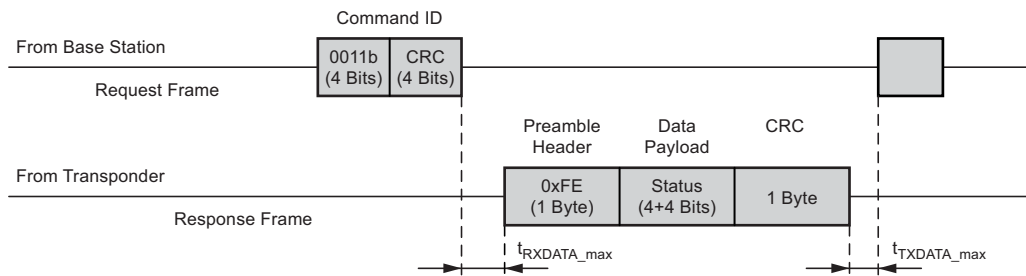 Command ID
From Base Station
0011b
(4 Bits)
CRC
(4 Bits)
Request Frame
Preamble
Header
Data
Payload
CRC
From Transponder
0xFE
(1 Byte)
Status
(4+4 Bits)
1 Byte
Response Frame
tRXDATA_max
tTXDATA_max